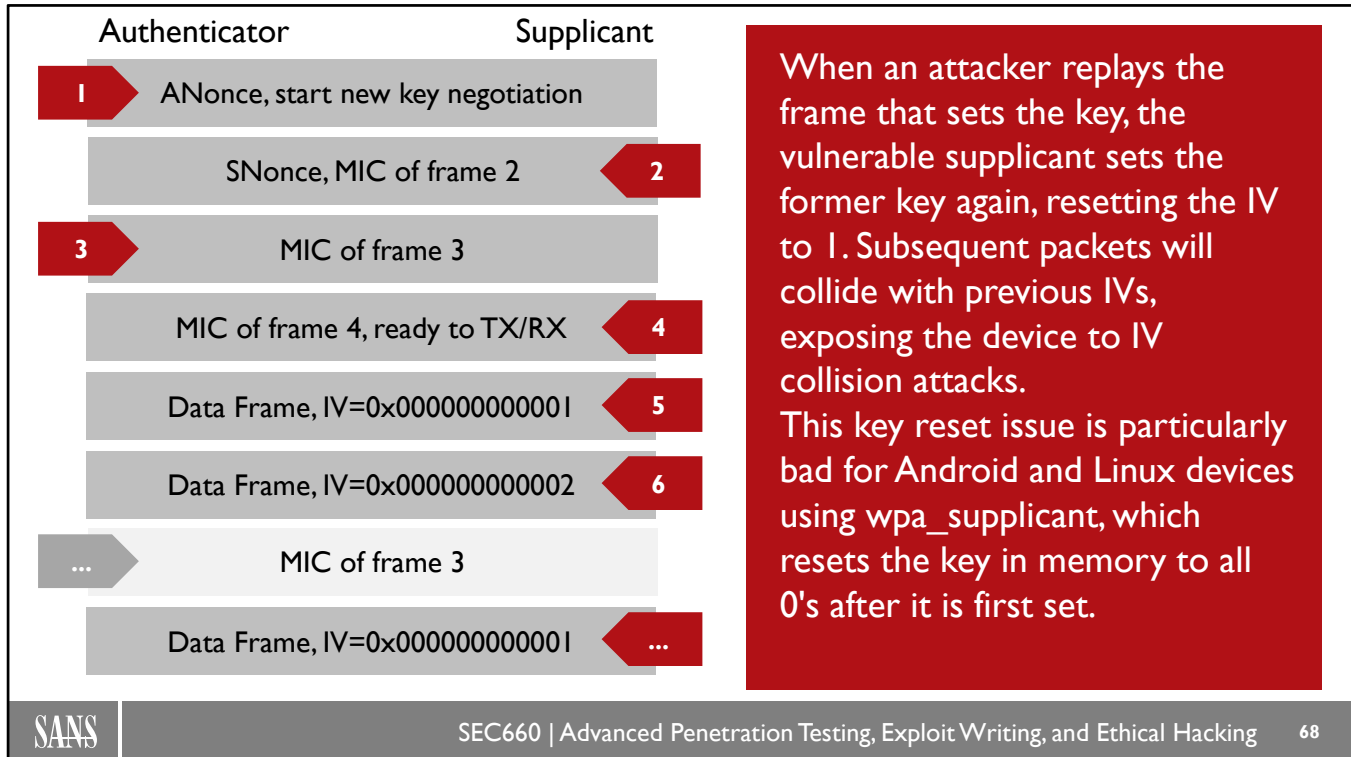 Authenticator
Supplicant
1
ANonce, start new key negotiation
SNonce, MIC of frame 2
2
3
MIC of frame 3
MIC of frame 4, ready to TX/RX
4
Data Frame, IV=0x000000000001
5
Data Frame, IV=0x000000000002
6
...
MIC of frame 3
Data Frame, IV=0x000000000001
...
When an attacker replays the
frame that sets the key, the
vulnerable supplicant sets the
former key again, resetting the IV
to 1. Subsequent packets will
collide with previous IVs,
exposing the device to IV
collision attacks.
This key reset issue is particularly
bad for Android and Linux devices
using wpa_supplicant, which
resets the key in memory to all
0's after it is first set.
SANS
SEC660 | Advanced Penetration Testing, Exploit Writing, and Ethical Hacking
68